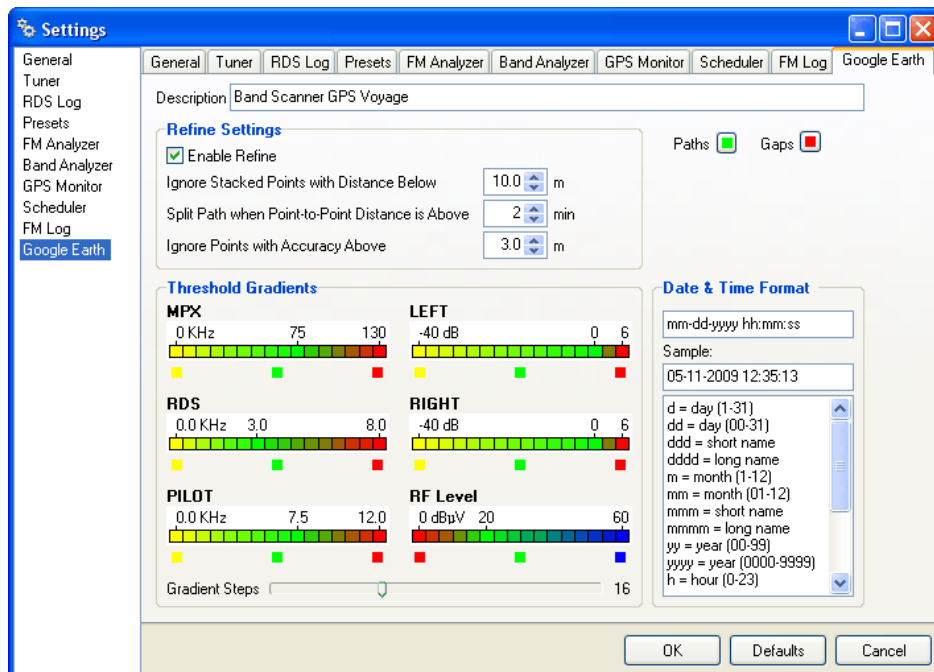 Settings
General
Tuner
RDS Log
Presets
FM Analyzer
Band Analyzer
GPS Monitor
Scheduler
FM Log
Google Earth
General Tuner RDS Log Presets FM Analyzer Band Analyzer GPS Monitor Scheduler FM Log Google Earth
Description Band Scanner GPS Voyage
Refine Settings
Enable Refine
Ignore Stacked Points with Distance Below 10.0 m
Split Path when Point-to-Point Distance is Above 2 min
Ignore Points with Accuracy Above 3.0 m
Paths Gaps
Threshold Gradients
MPX
0 KHz 75 130
LEFT
-40 dB 0 6
RDS
0.0 KHz 3.0 8.0
RIGHT
-40 dB 0 6
PILOT
0.0 KHz 7.5 12.0
RF Level
0 dBµV 20 60
Gradient Steps 16
Date & Time Format
mm-dd-yyyy hh:mm:ss
Sample:
05-11-2009 12:35:13
d = day (1-31)
dd = day (00-31)
ddd = short name
dddd = long name
m = month (1-12)
mm = month (01-12)
mmm = short name
mmmm = long name
yy = year (00-99)
yyyy = year (0000-9999)
h = hour (0-23)
OK Defaults Cancel